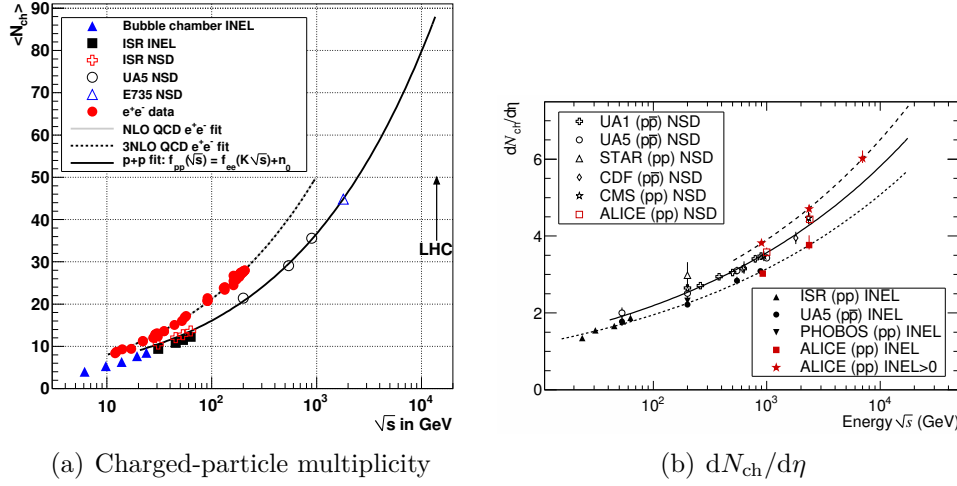 <N_ch>
90
80
70
60
50
40
30
20
10
0
Bubble chamber INEL
ISR INEL
ISR NSD
UA5 NSD
E735 NSD
e⁺e⁻ data
NLO QCD e⁺e⁻ fit
3NLO QCD e⁺e⁻ fit
p+p fit: f_pp(√s) = f_ee(K√s)+n_0
LHC
10 10² 10³ 10⁴
√s in GeV
(a) Charged-particle multiplicity
dN_ch/dη
6
4
2
0
UA1 (pp̅) NSD
UA5 (pp̅) NSD
STAR (pp) NSD
CDF (pp̅) NSD
CMS (pp) NSD
ALICE (pp) NSD
ISR (pp) INEL
UA5 (pp̅) INEL
PHOBOS (pp) INEL
ALICE (pp) INEL
ALICE (pp) INEL>0
10² 10³ 10⁴
Energy √s (GeV)
(b) dN_ch/dη